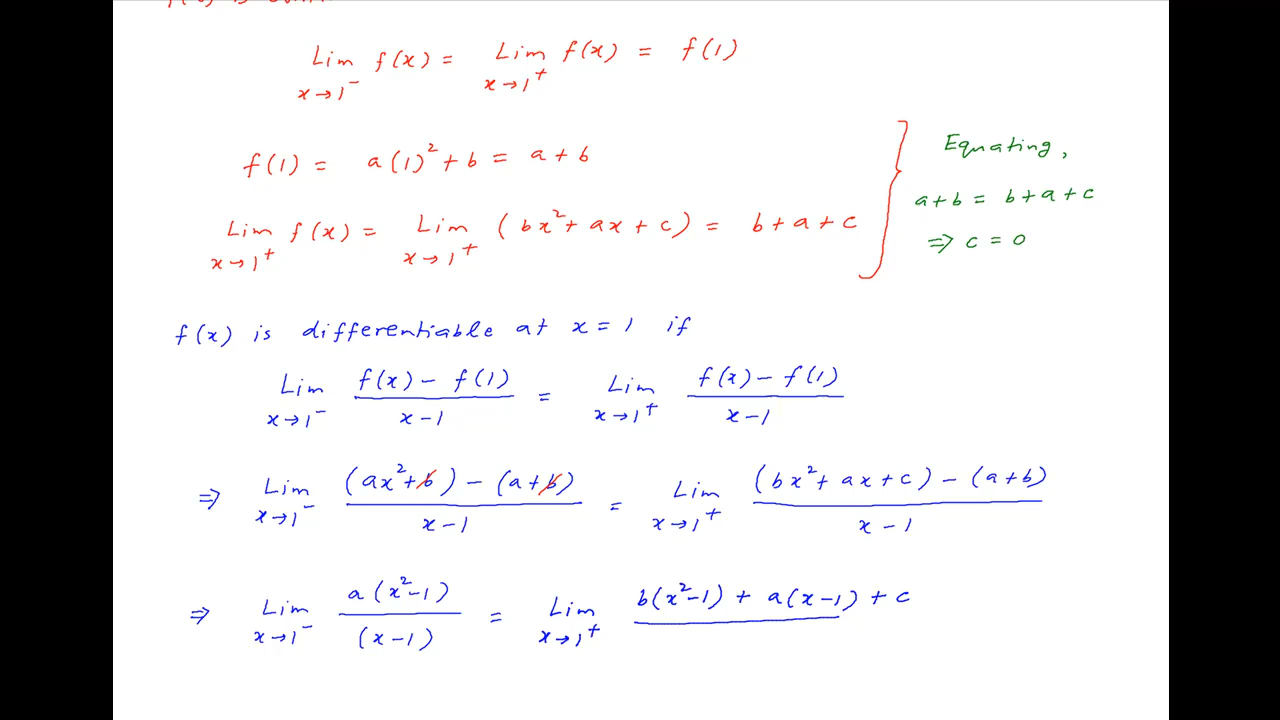 Lim x→1⁻ f(x) = Lim x→1⁺ f(x) = f(1)
f(1) = a(1)² + b = a + b
Lim x→1⁺ f(x) = Lim x→1⁺ (bx² + ax + c) = b + a + c
Equating,
a + b = b + a + c
⇒ c = 0
f(x) is differentiable at x = 1 if
Lim x→1⁻ (f(x) − f(1))/(x−1) = Lim x→1⁺ (f(x) − f(1))/(x−1)
⇒ Lim x→1⁻ ((ax² + b) − (a + b))/(x−1) = Lim x→1⁺ ((bx² + ax + c) − (a + b))/(x−1)
⇒ Lim x→1⁻ a(x²−1)/(x−1) = Lim x→1⁺ b(x²−1) + a(x−1) + c